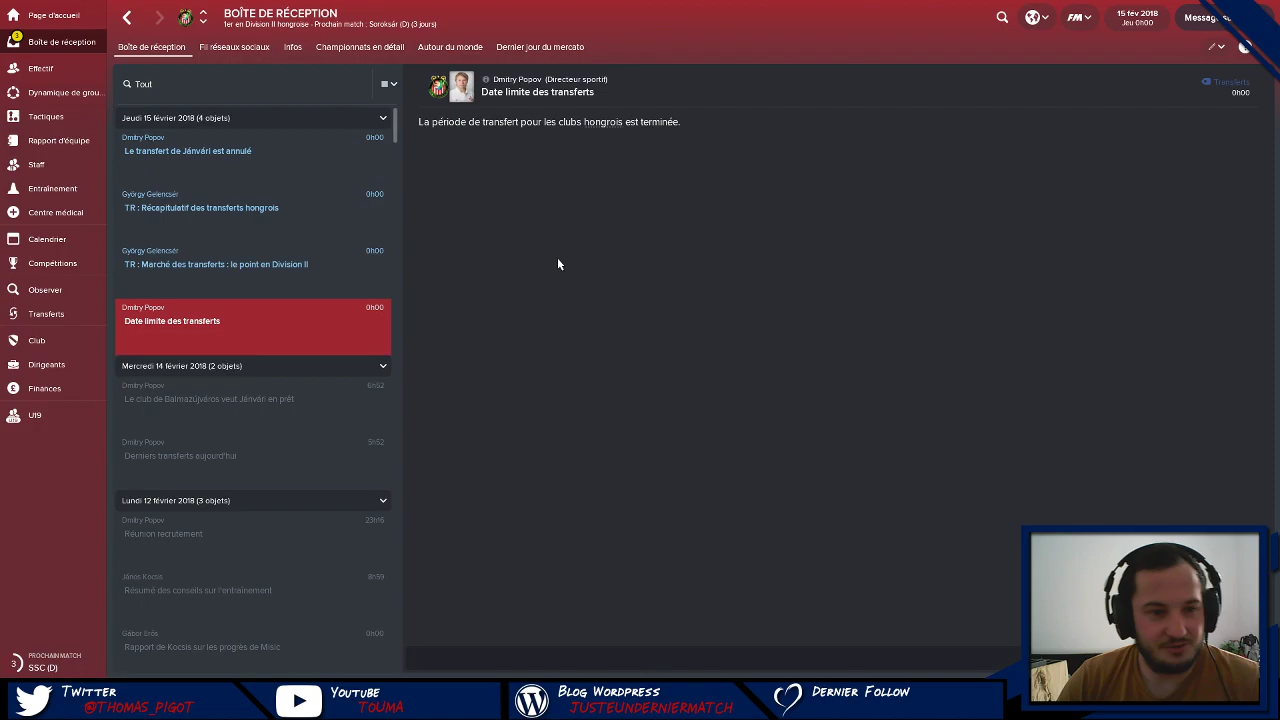 Page d'accueil
3
Boîte de réception
Effectif
Dynamique de grou...
Tactiques
Rapport d'équipe
Staff
Entraînement
Centre médical
Calendrier
Compétitions
Observer
Transferts
Club
Dirigeants
Finances
U19
3
PROCHAIN MATCH
SSC (D)
BOÎTE DE RÉCEPTION
1er en Division II hongroise - Prochain match : Soroksár (D) (3 jours)
FM
15 fév 2018
Jeu 0h00
Boîte de réception
Fil réseaux sociaux
Infos
Championnats en détail
Autour du monde
Dernier jour du mercato
Tout
Jeudi 15 février 2018 (4 objets)
Dmitry Popov 0h00
Le transfert de Jánvári est annulé
György Gelencsér 0h00
TR : Récapitulatif des transferts hongrois
György Gelencsér 0h00
TR : Marché des transferts : le point en Division II
Dmitry Popov 0h00
Date limite des transferts
Mercredi 14 février 2018 (2 objets)
Dmitry Popov 6h52
Le club de Balmazújváros veut Jánvári en prêt
Dmitry Popov 5h52
Derniers transferts aujourd'hui
Lundi 12 février 2018 (3 objets)
Dmitry Popov 23h16
Réunion recrutement
János Kocsis 8h59
Résumé des conseils sur l'entraînement
Gábor Erős 0h00
Rapport de Kocsis sur les progrès de Misic
Dmitry Popov (Directeur sportif)
Date limite des transferts
Transferts
0h00
La période de transfert pour les clubs hongrois est terminée.
Twitter
@Thomas_Pigot
Youtube
Touma
Blog Wordpress
justeunderniermatch
Dernier Follow